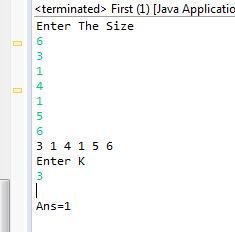 <terminated> First (1) [Java Applicatio
Enter The Size
6
3
1
4
1
5
6
3 1 4 1 5 6
Enter K
3
Ans=1